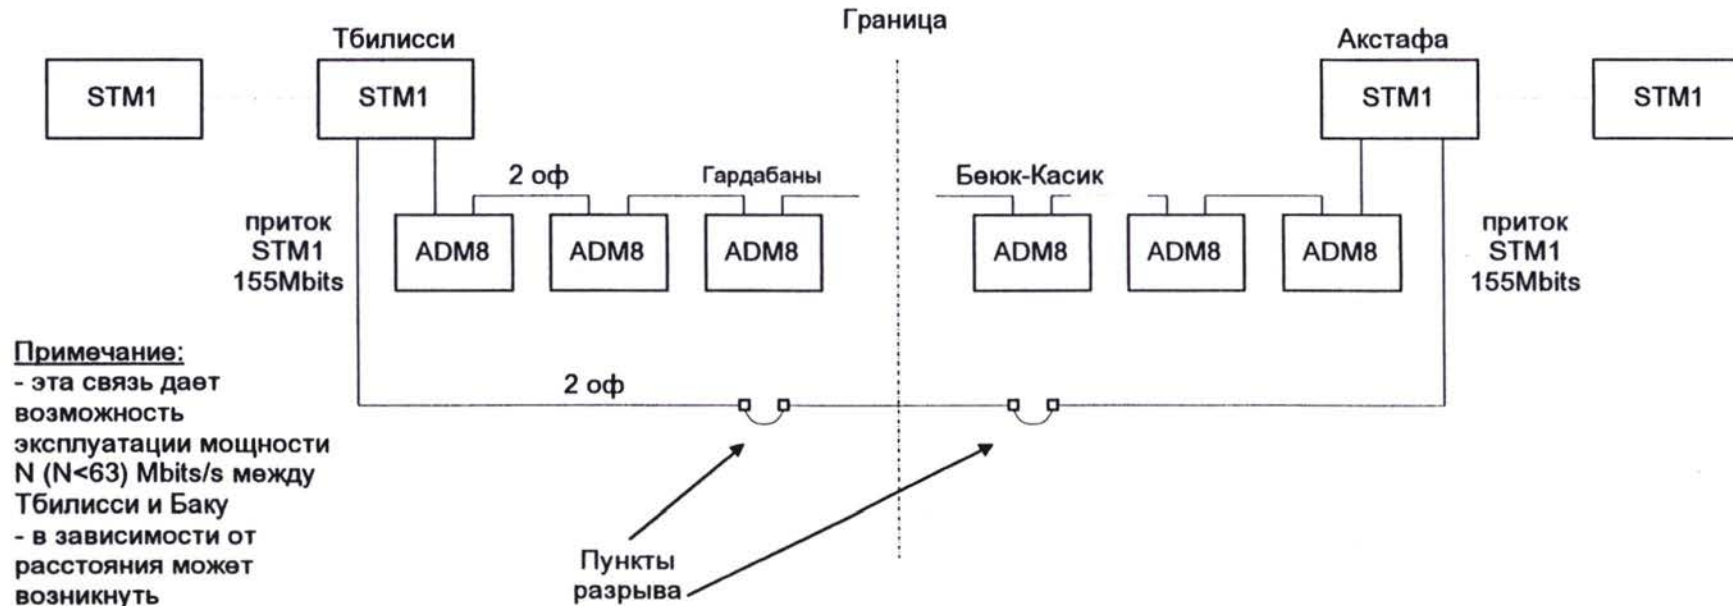 Граница
Тбилисси
Акстафа
STM1
STM1
STM1
STM1
2 оф
Гардабаны
Беюк-Касик
приток
STM1
155Mbits
ADM8
ADM8
ADM8
ADM8
ADM8
ADM8
приток
STM1
155Mbits
Примечание:
- эта связь дает
возможность
эксплуатации мощности
N (N<63) Mbits/s между
Тбилисси и Баку
- в зависимости от
расстояния может
возникнуть
2 оф
Пункты
разрыва